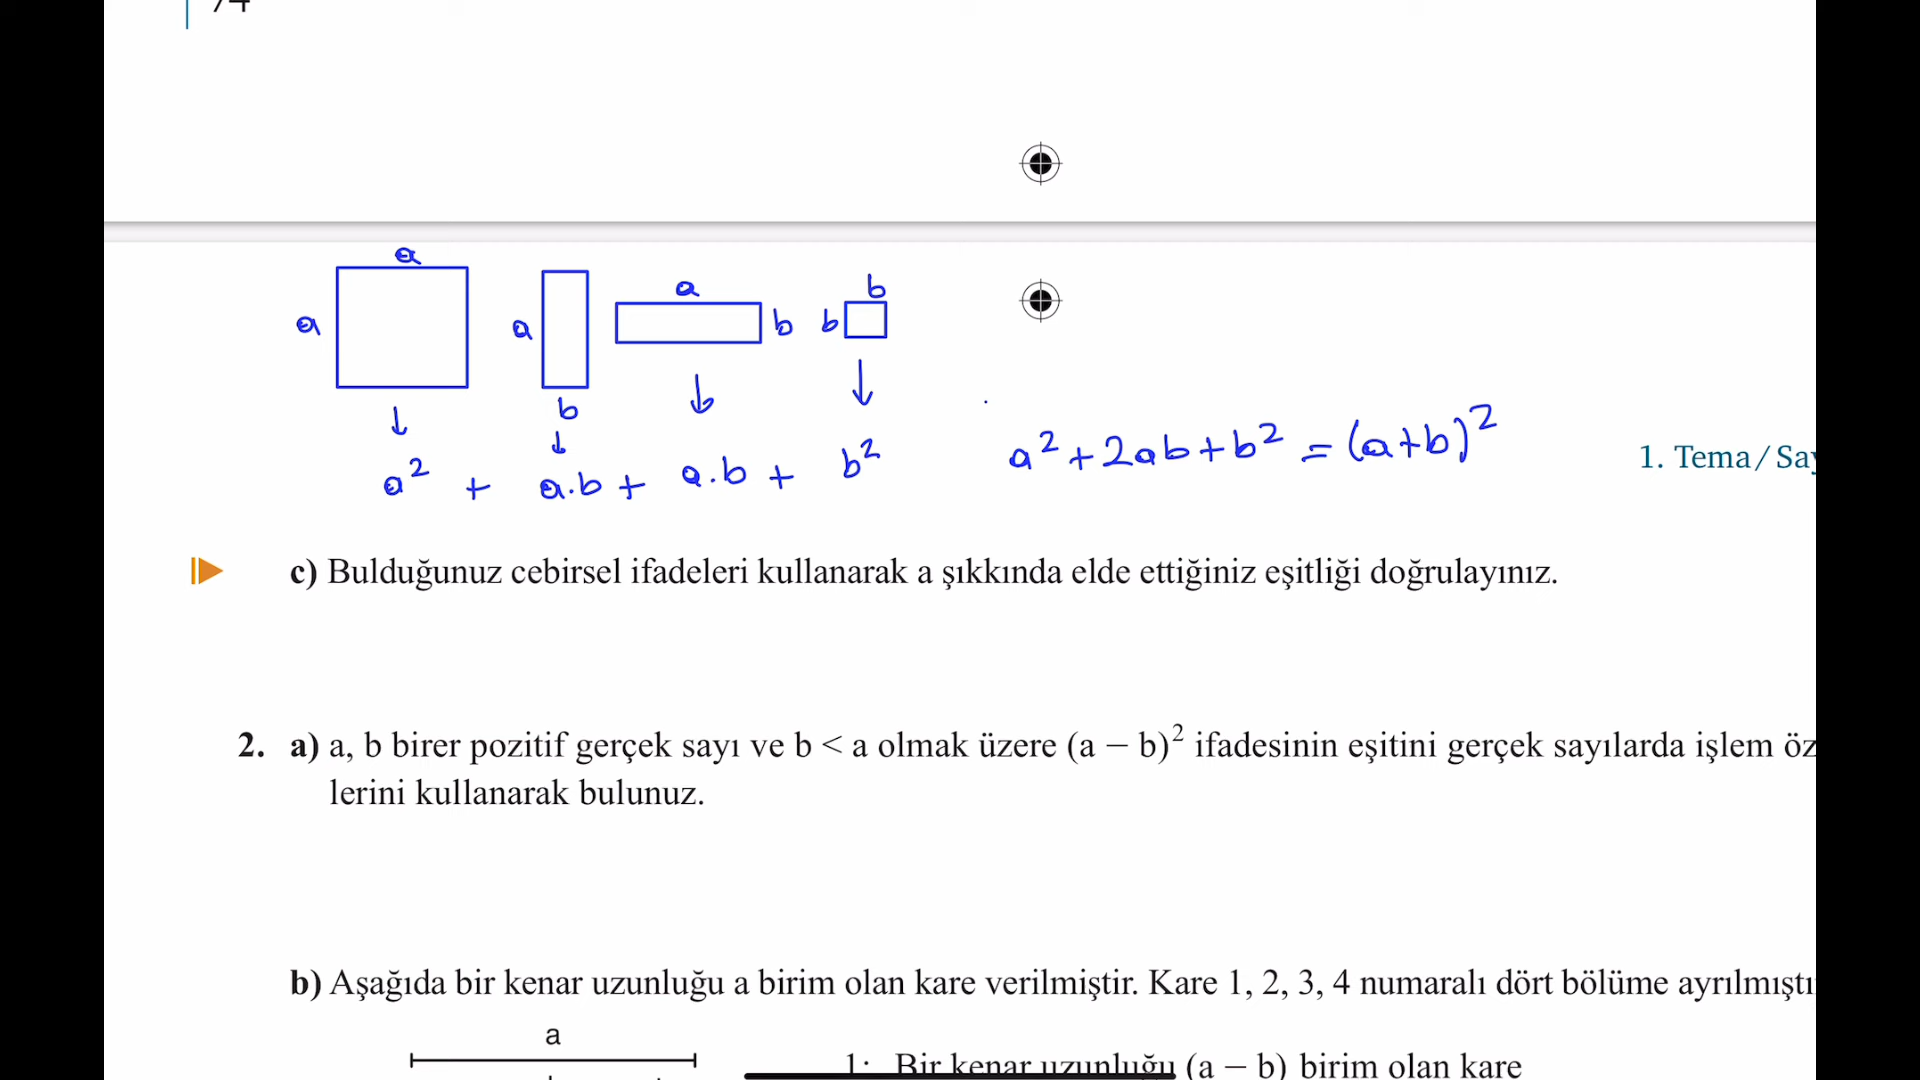 a
a
a
b
a
b
b
b
a² + a.b + a.b + b²
a² + 2ab + b² = (a+b)²
1. Tema / Say
c) Bulduğunuz cebirsel ifadeleri kullanarak a şıkkında elde ettiğiniz eşitliği doğrulayınız.
2. a) a, b birer pozitif gerçek sayı ve b < a olmak üzere (a – b)² ifadesinin eşitini gerçek sayılarda işlem öz
lerini kullanarak bulunuz.
b) Aşağıda bir kenar uzunluğu a birim olan kare verilmiştir. Kare 1, 2, 3, 4 numaralı dört bölüme ayrılmıştı
a
1: Bir kenar uzunluğu (a – b) birim olan kare